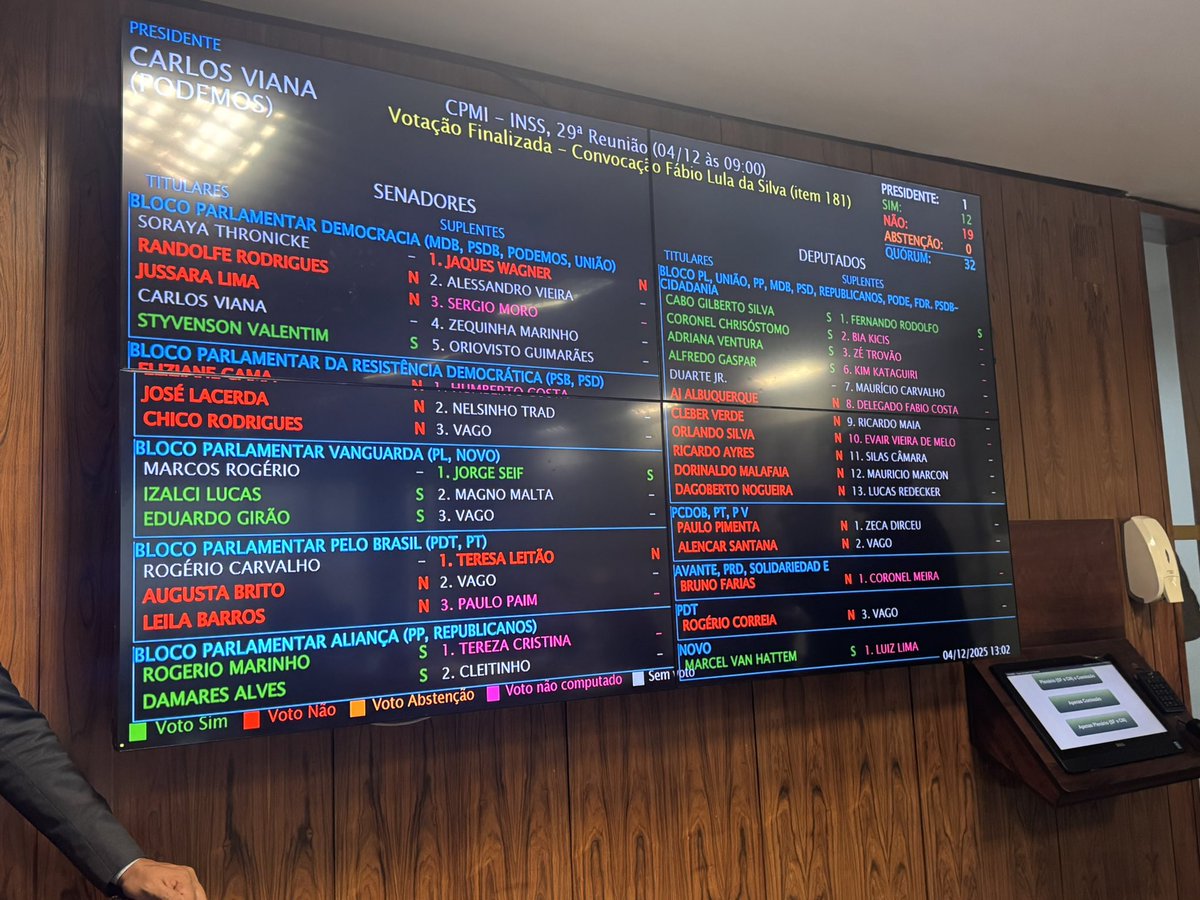 PRESIDENTE
CARLOS VIANA
(PODEMOS)
CPMI - INSS, 29ª Reunião (04/12 às 09:00)
Votação Finalizada - Convocação Fábio Lula da Silva (item 181)
PRESIDENTE: 1
SIM: 12
NÃO: 19
ABSTENÇÃO: 0
QUÓRUM: 32
SENADORES
TITULARES SUPLENTES
BLOCO PARLAMENTAR DEMOCRACIA (MDB, PSDB, PODEMOS, UNIÃO)
SORAYA THRONICKE - 1. JAQUES WAGNER N
RANDOLFE RODRIGUES N 2. ALESSANDRO VIEIRA -
JUSSARA LIMA N 3. SERGIO MORO -
CARLOS VIANA - 4. ZEQUINHA MARINHO -
STYVENSON VALENTIM S 5. ORIOVISTO GUIMARÃES -
BLOCO PARLAMENTAR DA RESISTÊNCIA DEMOCRÁTICA (PSB, PSD)
ELIZIANE GAMA N 1. HUMBERTO COSTA -
JOSÉ LACERDA N 2. NELSINHO TRAD -
CHICO RODRIGUES N 3. VAGO -
BLOCO PARLAMENTAR VANGUARDA (PL, NOVO)
MARCOS ROGÉRIO - 1. JORGE SEIF S
IZALCI LUCAS S 2. MAGNO MALTA -
EDUARDO GIRÃO S 3. VAGO -
BLOCO PARLAMENTAR PELO BRASIL (PDT, PT)
ROGÉRIO CARVALHO - 1. TERESA LEITÃO N
AUGUSTA BRITO N 2. VAGO -
LEILA BARROS N 3. PAULO PAIM -
BLOCO PARLAMENTAR ALIANÇA (PP, REPUBLICANOS)
ROGERIO MARINHO S 1. TEREZA CRISTINA -
DAMARES ALVES S 2. CLEITINHO -
DEPUTADOS
TITULARES SUPLENTES
BLOCO PL, UNIÃO, PP, MDB, PSD, REPUBLICANOS, PODE, FDR. PSDB-
CIDADANIA
CABO GILBERTO SILVA S 1. FERNANDO RODOLFO S
CORONEL CHRISÓSTOMO S 2. BIA KICIS -
ADRIANA VENTURA S 3. ZÉ TROVÃO -
ALFREDO GASPAR S 6. KIM KATAGUIRI -
DUARTE JR. - 7. MAURÍCIO CARVALHO -
AJ ALBUQUERQUE N 8. DELEGADO FABIO COSTA -
CLEBER VERDE N 9. RICARDO MAIA -
ORLANDO SILVA N 10. EVAIR VIEIRA DE MELO -
RICARDO AYRES N 11. SILAS CÂMARA -
DORINALDO MALAFAIA N 12. MAURICIO MARCON -
DAGOBERTO NOGUEIRA N 13. LUCAS REDECKER -
PCDOB, PT, P V
PAULO PIMENTA N 1. ZECA DIRCEU -
ALENCAR SANTANA N 2. VAGO -
AVANTE, PRD, SOLIDARIEDAD E
BRUNO FARIAS N 1. CORONEL MEIRA -
PDT
ROGÉRIO CORREIA N 3. VAGO -
NOVO
MARCEL VAN HATTEM S 1. LUIZ LIMA -
04/12/2025 13:02
Voto Sim Voto Não Voto Abstenção Voto não computado Sem voto
Apenas Comissão
DELL